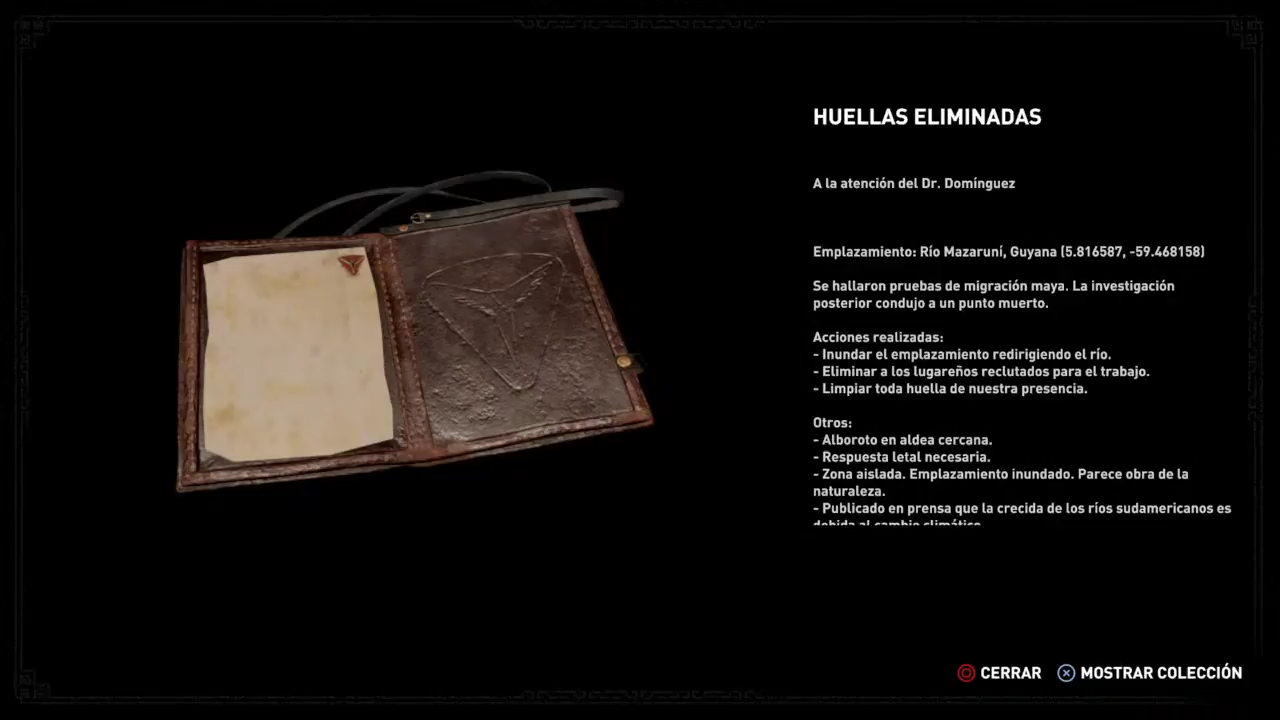 HUELLAS ELIMINADAS
A la atención del Dr. Domínguez
Emplazamiento: Río Mazaruní, Guyana (5.816587, -59.468158)
Se hallaron pruebas de migración maya. La investigación
posterior condujo a un punto muerto.
Acciones realizadas:
- Inundar el emplazamiento redirigiendo el río.
- Eliminar a los lugareños reclutados para el trabajo.
- Limpiar toda huella de nuestra presencia.
Otros:
- Alboroto en aldea cercana.
- Respuesta letal necesaria.
- Zona aislada. Emplazamiento inundado. Parece obra de la
naturaleza.
- Publicado en prensa que la crecida de los ríos sudamericanos es
debida al cambio climático.
CERRAR MOSTRAR COLECCIÓN